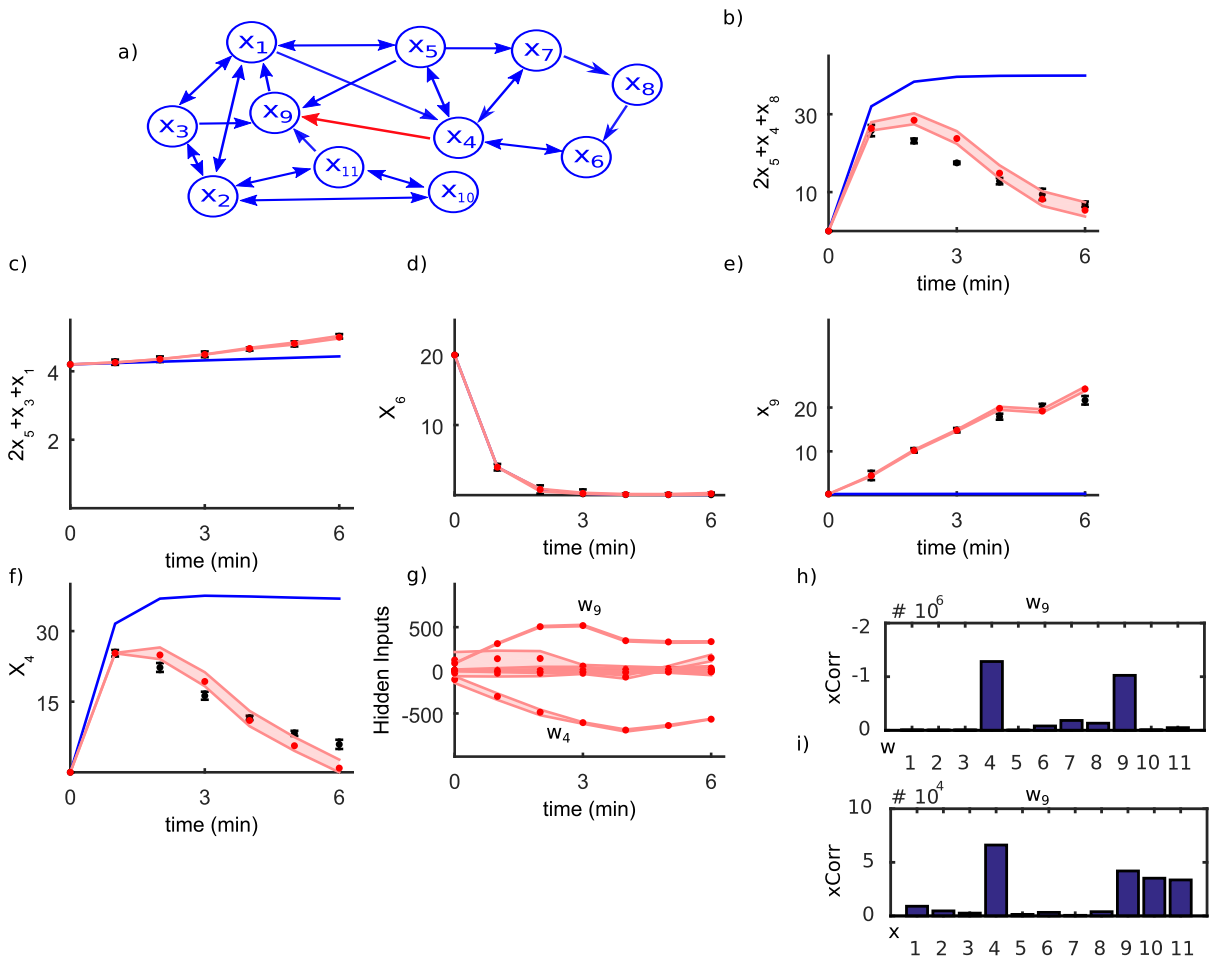 a)
x1
x5
x7
x8
x9
x3
x4
x6
x11
x2
x10
b)
2x5+x4+x8
30
10
0 3 6
time (min)
c)
2x5+x3+x1
4
2
0 3 6
time (min)
d)
X6
20
10
0 3 6
time (min)
e)
x9
20
10
0 3 6
time (min)
f)
X4
30
15
0 3 6
time (min)
g)
Hidden Inputs
500
0
-500
w9
w4
0 3 6
time (min)
h)
# 10^6
w9
xCorr
-2
-1
0
w
1 2 3 4 5 6 7 8 9 10 11
i)
# 10^4
w9
xCorr
10
5
0
x
1 2 3 4 5 6 7 8 9 10 11